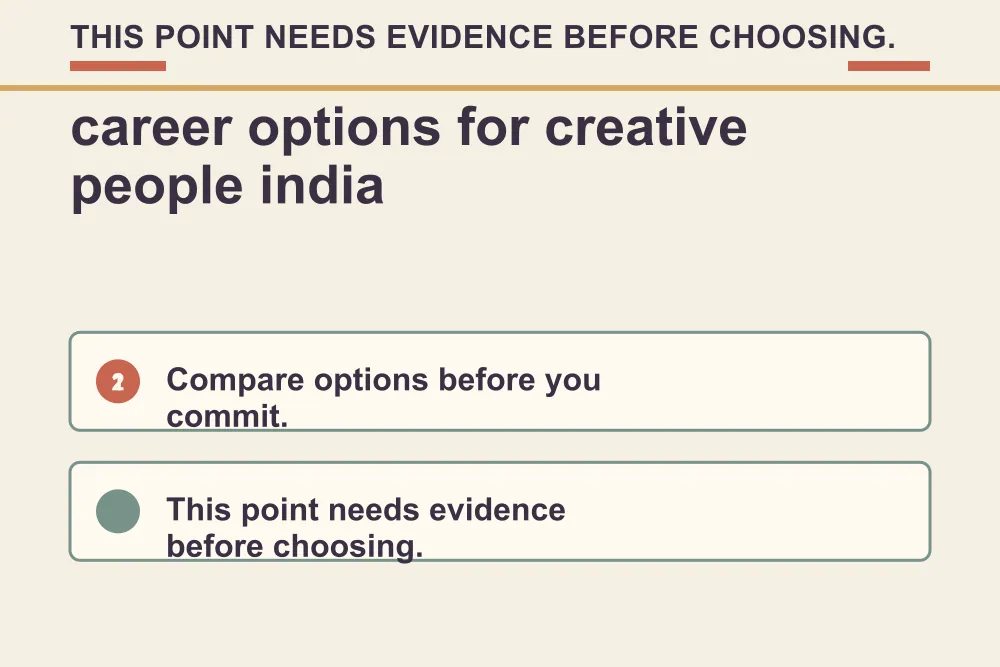 THIS POINT NEEDS EVIDENCE BEFORE CHOOSING.
career options for creative
people india
2
Compare options before you
commit.
This point needs evidence
before choosing.